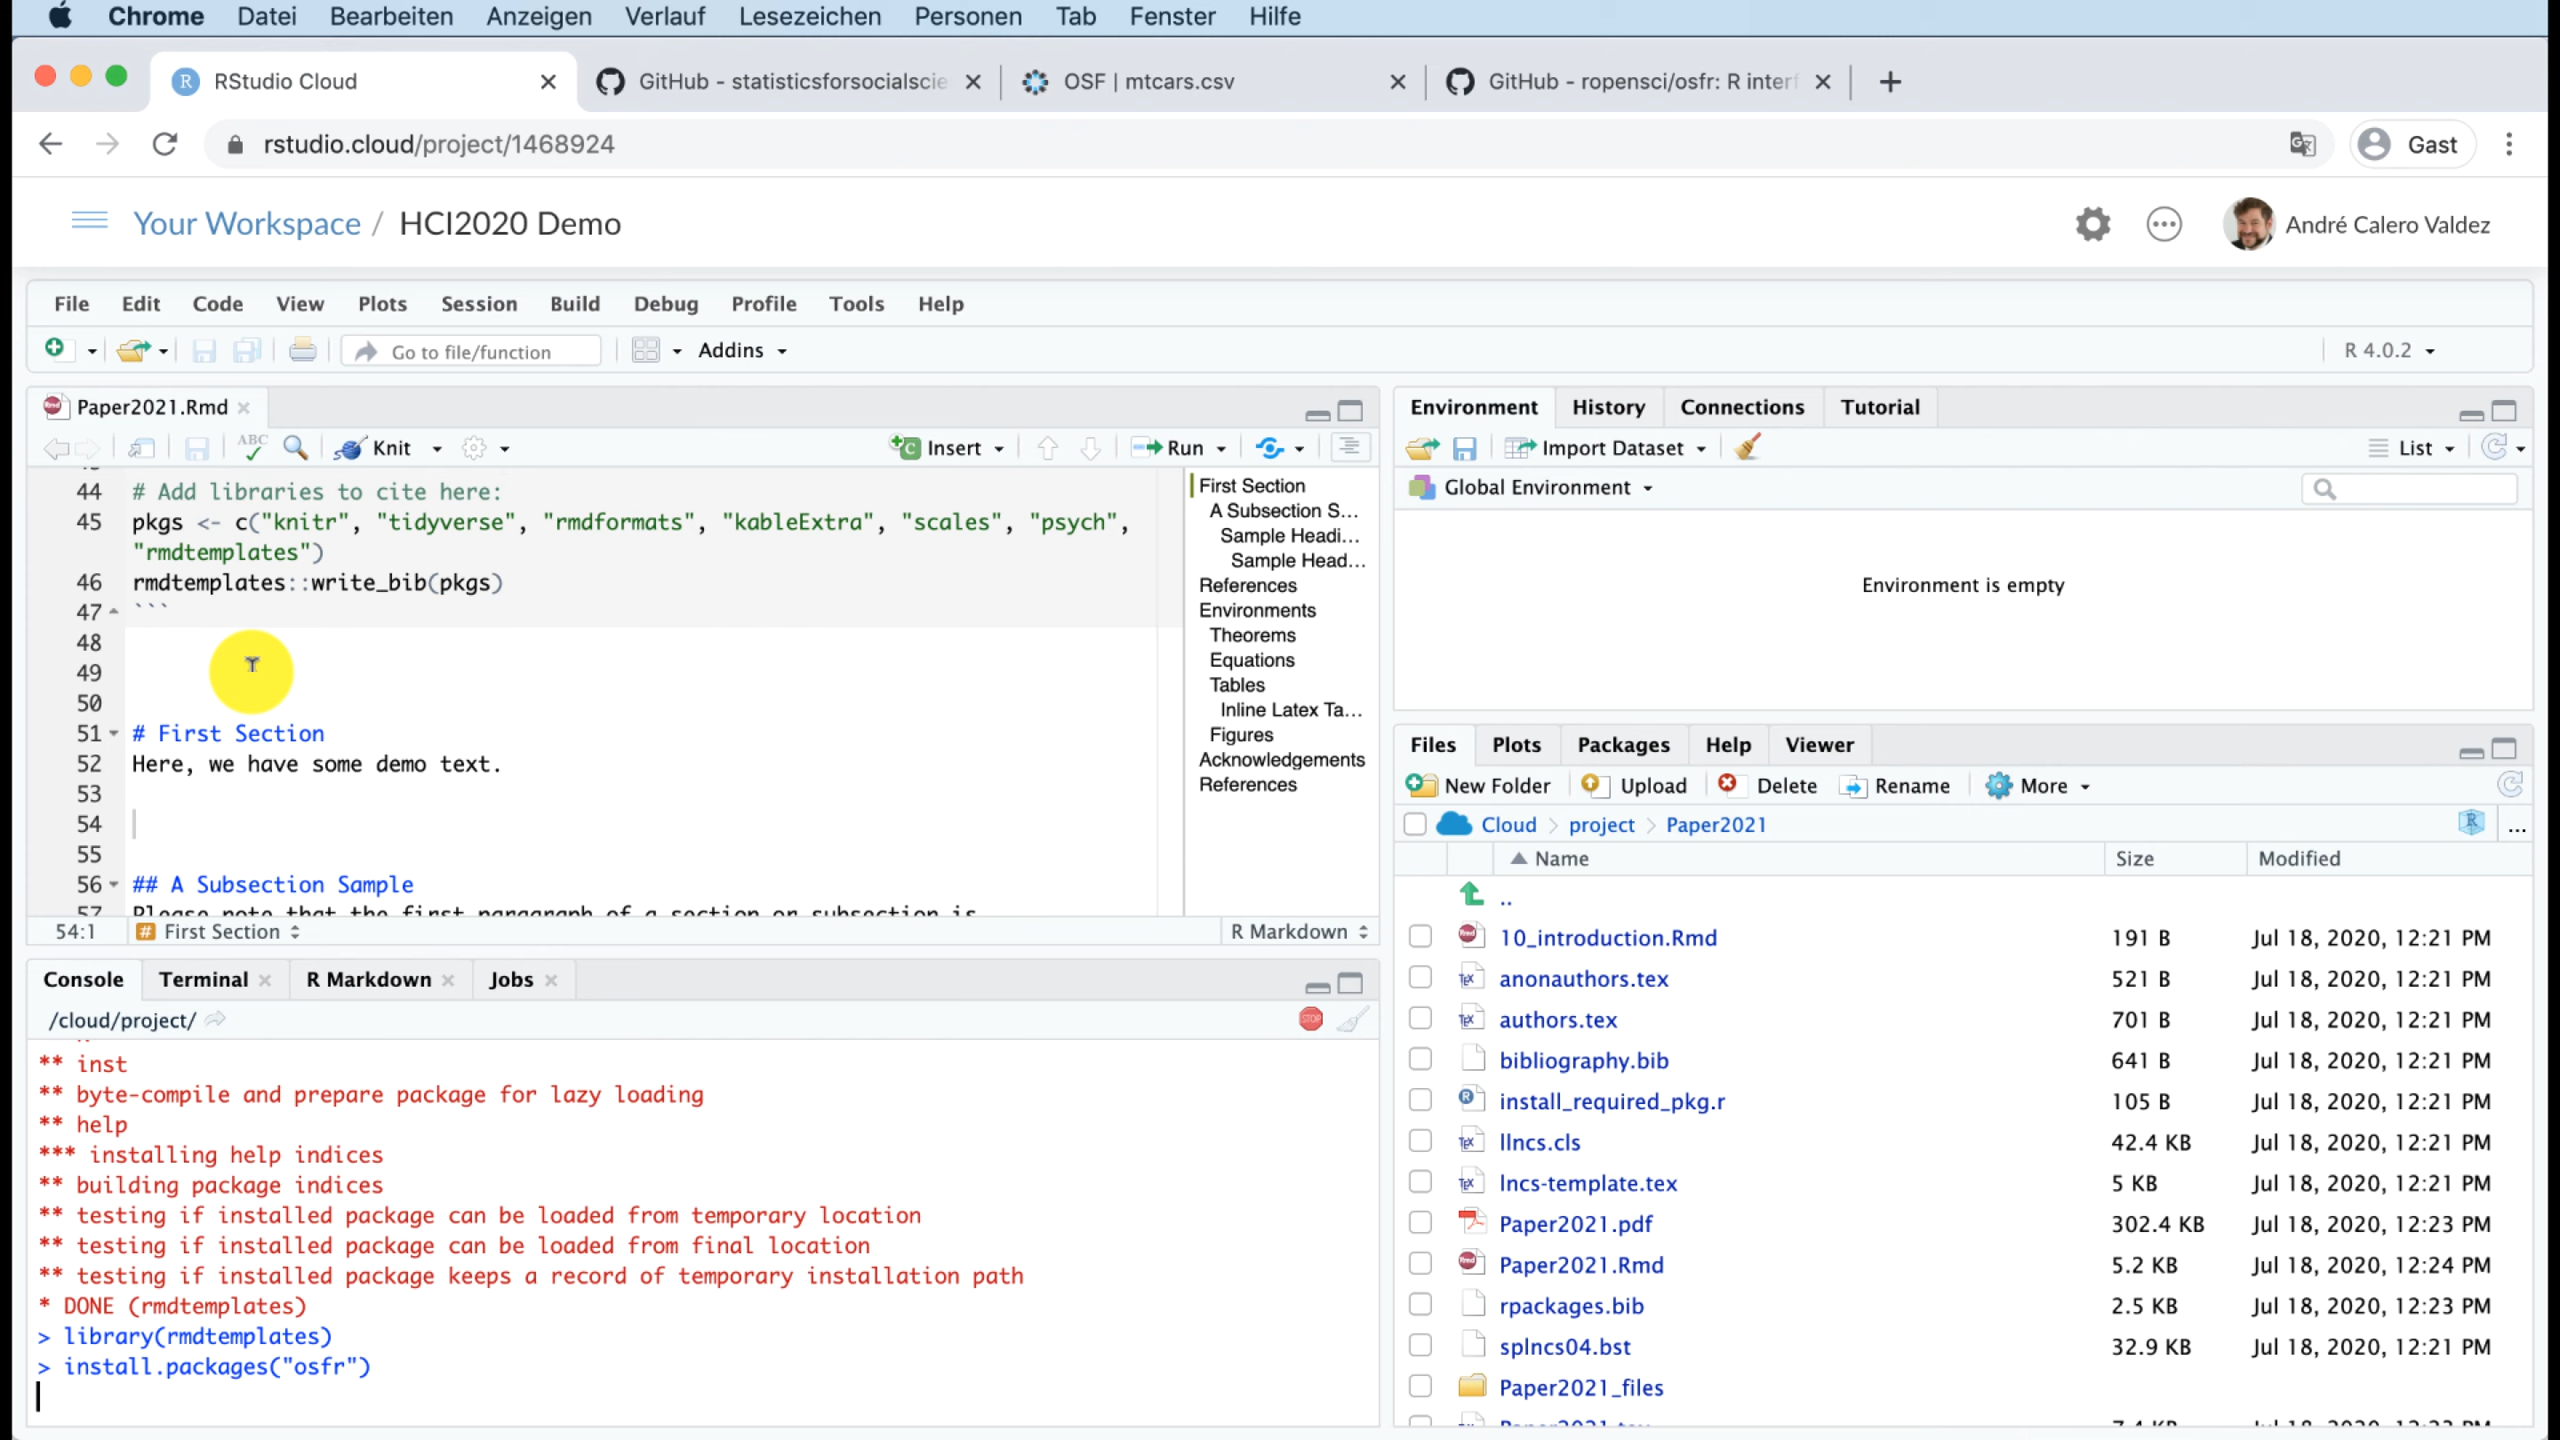 Chrome Datei Bearbeiten Anzeigen Verlauf Lesezeichen Personen Tab Fenster Hilfe
RStudio Cloud
GitHub - statisticsforsocialscie
OSF | mtcars.csv
GitHub - ropensci/osfr: R interf
rstudio.cloud/project/1468924
Gast
Your Workspace / HCI2020 Demo
André Calero Valdez
File Edit Code View Plots Session Build Debug Profile Tools Help
Go to file/function
Addins
R 4.0.2
Paper2021.Rmd
ABC
Knit
Insert
Run
44 # Add libraries to cite here:
45 pkgs <- c("knitr", "tidyverse", "rmdformats", "kableExtra", "scales", "psych",
"rmdtemplates")
46 rmdtemplates::write_bib(pkgs)
47 ```
48
49
50
51 # First Section
52 Here, we have some demo text.
53
54
55
56 ## A Subsection Sample
57 Please note that the first paragraph of a section or subsection is
First Section
A Subsection S...
Sample Headi...
Sample Head...
References
Environments
Theorems
Equations
Tables
Inline Latex Ta...
Figures
Acknowledgements
References
54:1
# First Section
R Markdown
Console Terminal R Markdown Jobs
/cloud/project/
STOP
** inst
** byte-compile and prepare package for lazy loading
** help
*** installing help indices
** building package indices
** testing if installed package can be loaded from temporary location
** testing if installed package can be loaded from final location
** testing if installed package keeps a record of temporary installation path
* DONE (rmdtemplates)
> library(rmdtemplates)
> install.packages("osfr")
Environment History Connections Tutorial
Import Dataset
List
Global Environment
Environment is empty
Files Plots Packages Help Viewer
New Folder Upload Delete Rename More
Cloud > project > Paper2021
...
Name Size Modified
..
10_introduction.Rmd 191 B Jul 18, 2020, 12:21 PM
anonauthors.tex 521 B Jul 18, 2020, 12:21 PM
authors.tex 701 B Jul 18, 2020, 12:21 PM
bibliography.bib 641 B Jul 18, 2020, 12:21 PM
install_required_pkg.r 105 B Jul 18, 2020, 12:21 PM
llncs.cls 42.4 KB Jul 18, 2020, 12:21 PM
lncs-template.tex 5 KB Jul 18, 2020, 12:21 PM
Paper2021.pdf 302.4 KB Jul 18, 2020, 12:23 PM
Paper2021.Rmd 5.2 KB Jul 18, 2020, 12:24 PM
rpackages.bib 2.5 KB Jul 18, 2020, 12:23 PM
splncs04.bst 32.9 KB Jul 18, 2020, 12:21 PM
Paper2021_files